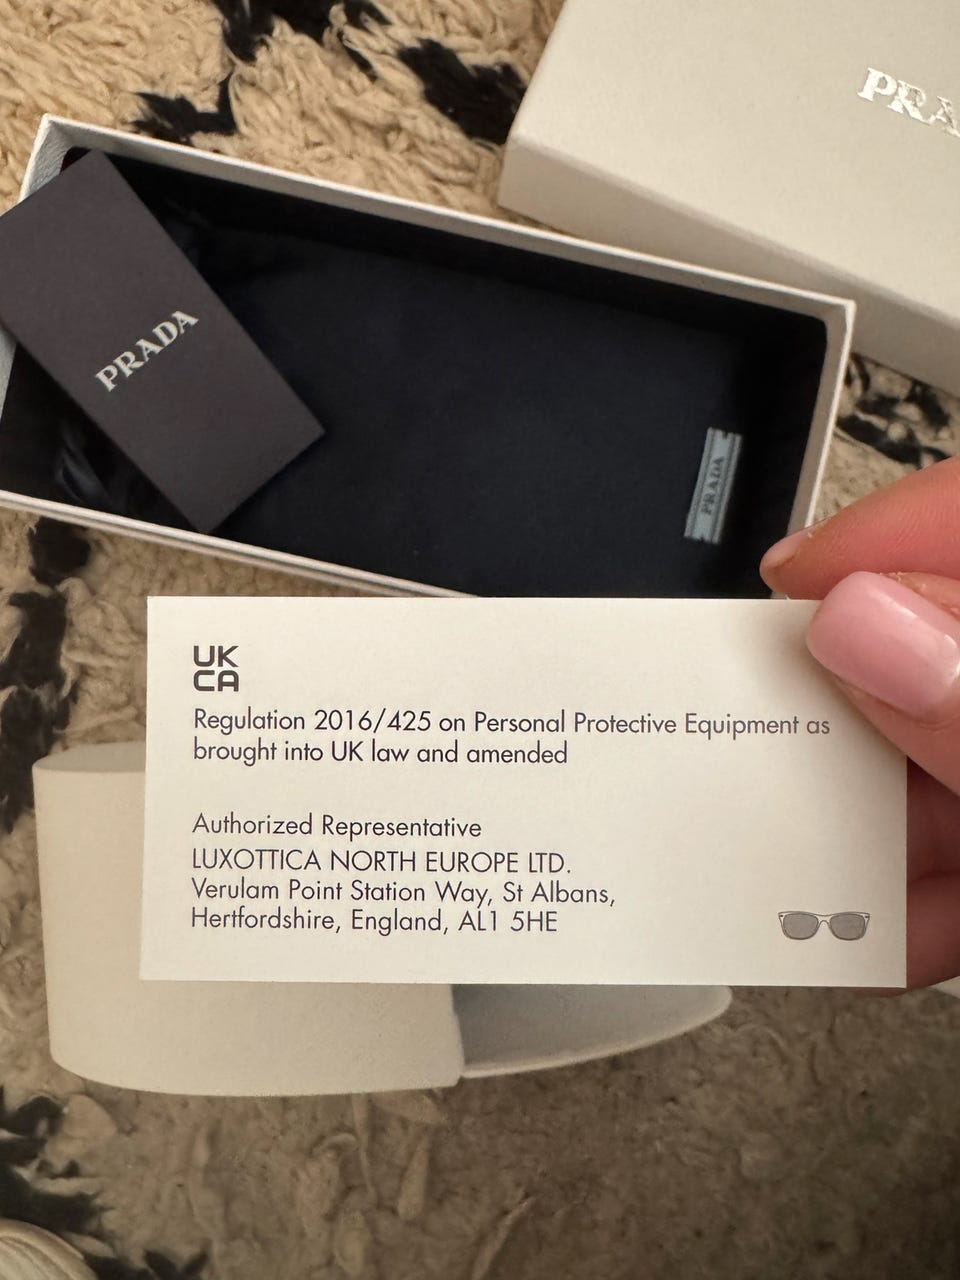 PRA
PRADA
PRADA
UK
CA
Regulation 2016/425 on Personal Protective Equipment as
brought into UK law and amended
Authorized Representative
LUXOTTICA NORTH EUROPE LTD.
Verulam Point Station Way, St Albans,
Hertfordshire, England, AL1 5HE